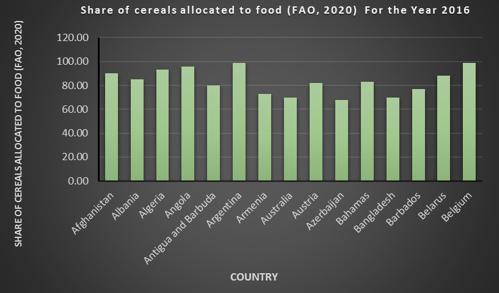 Share of cereals allocated to food (FAO, 2020) For the Year 2016
SHARE OF CEREALS ALLOCATED TO FOOD (FAO, 2020)
120.00
100.00
80.00
60.00
40.00
20.00
0.00
Afghanistan
Albania
Algeria
Angola
Antigua and Barbuda
Argentina
Armenia
Australia
Austria
Azerbaijan
Bahamas
Bangladesh
Barbados
Belarus
Belgium
COUNTRY